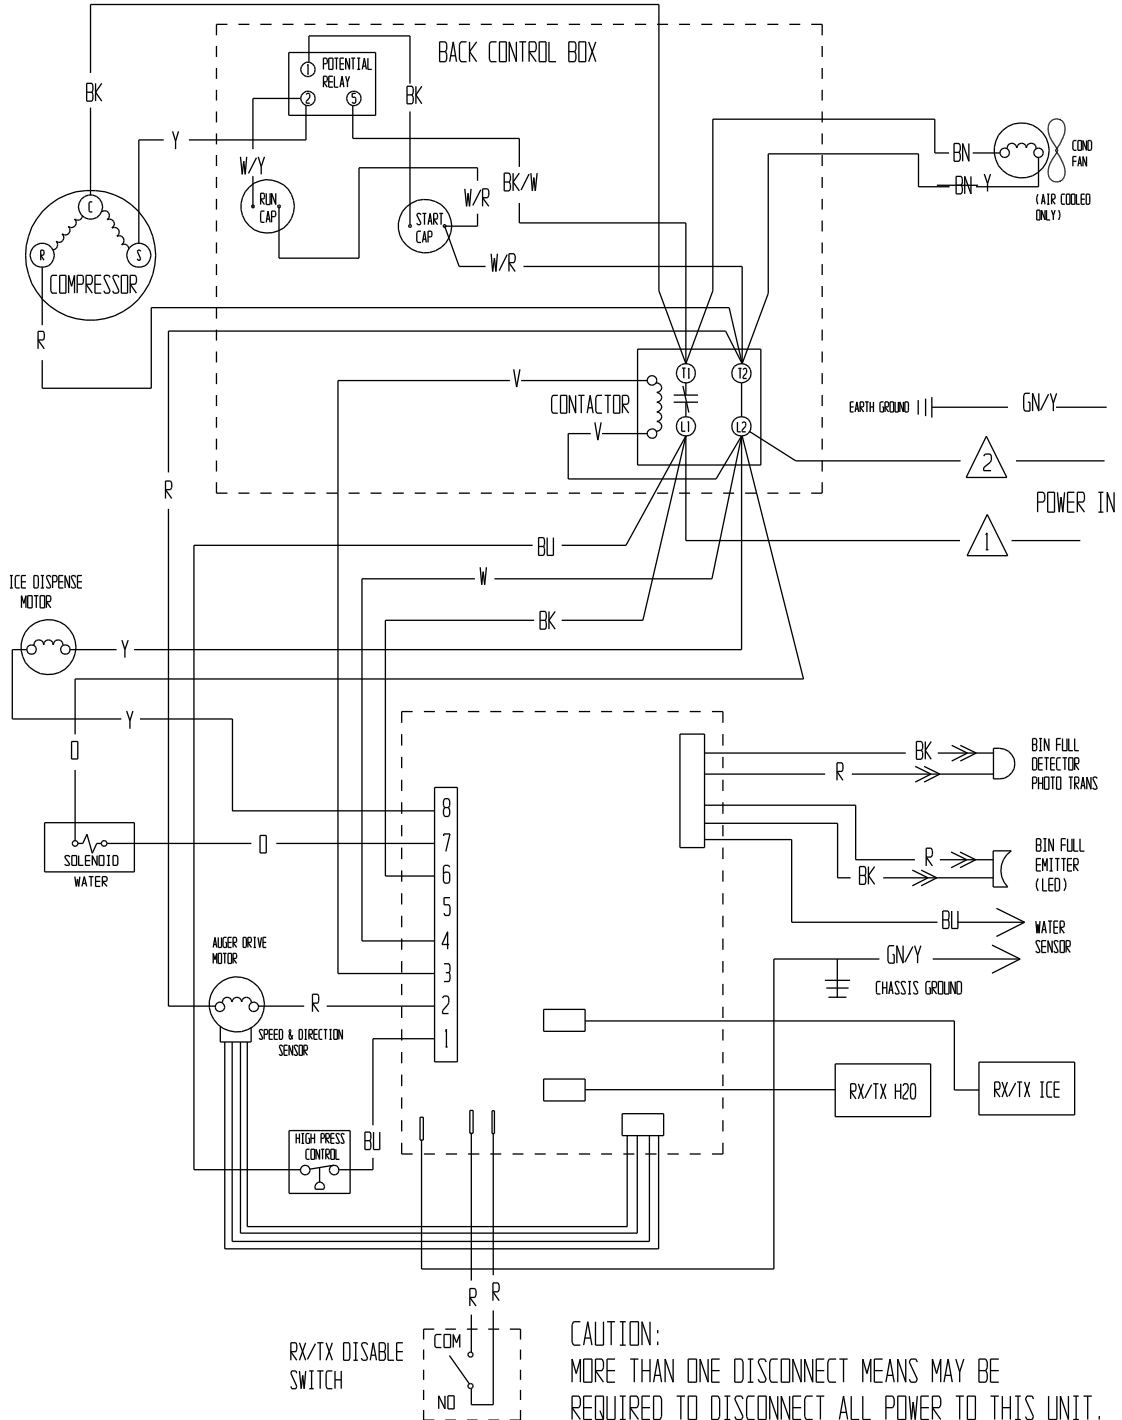 BACK CONTROL BOX
1
POTENTIAL
RELAY
2
5
BK
BK
Y
W/Y
W/R
BK/W
RUN
CAP
START
CAP
W/R
BN
BN Y
COND
FAN
(AIR COOLED
ONLY)
C
R
S
COMPRESSOR
R
V
CONTACTOR
V
T1
T2
L1
L2
EARTH GROUND
GN/Y
2
POWER IN
1
R
BU
W
BK
ICE DISPENSE
MOTOR
Y
Y
O
SOLENOID
WATER
O
8
7
6
5
4
3
2
1
BK
R
BIN FULL
DETECTOR
PHOTO TRANS
R
BK
BIN FULL
EMITTER
(LED)
BU
WATER
SENSOR
GN/Y
CHASSIS GROUND
AUGER DRIVE
MOTOR
R
SPEED & DIRECTION
SENSOR
RX/TX H2O
RX/TX ICE
HIGH PRESS
CONTROL
BU
R
R
RX/TX DISABLE
SWITCH
COM
NO
CAUTION:
MORE THAN ONE DISCONNECT MEANS MAY BE
REQUIRED TO DISCONNECT ALL POWER TO THIS UNIT.